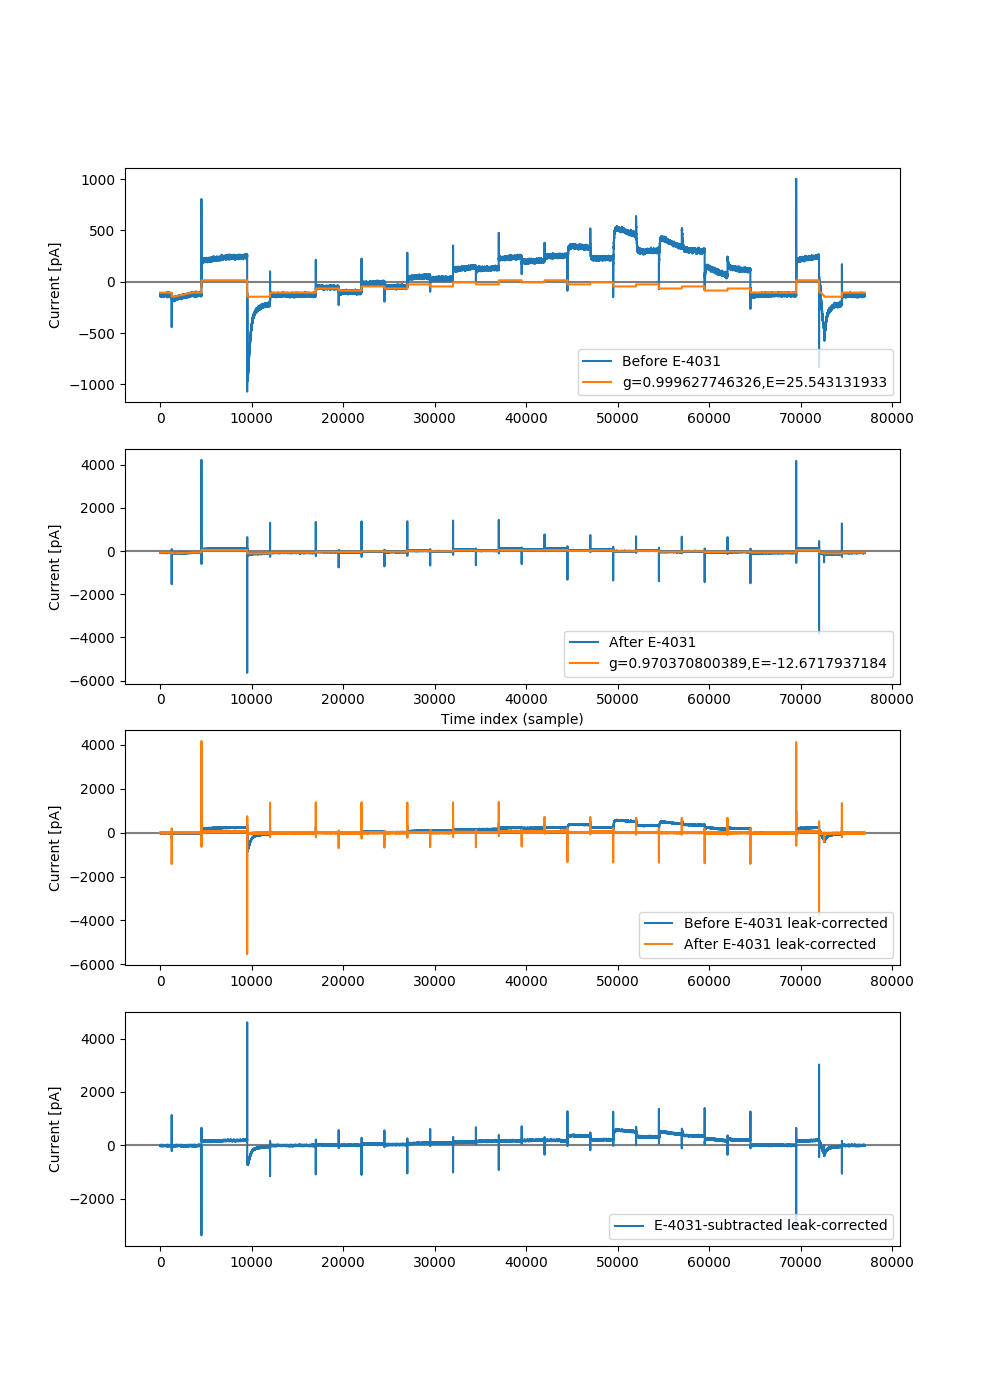 1000
500
0
−500
−1000
Current [pA]
Before E-4031
g=0.999627746326,E=25.543131933
0 10000 20000 30000 40000 50000 60000 70000 80000
4000
2000
0
−2000
−4000
−6000
Current [pA]
After E-4031
g=0.970370800389,E=-12.6717937184
0 10000 20000 30000 40000 50000 60000 70000 80000
Time index (sample)
4000
2000
0
−2000
−4000
−6000
Current [pA]
Before E-4031 leak-corrected
After E-4031 leak-corrected
0 10000 20000 30000 40000 50000 60000 70000 80000
4000
2000
0
−2000
Current [pA]
E-4031-subtracted leak-corrected
0 10000 20000 30000 40000 50000 60000 70000 80000